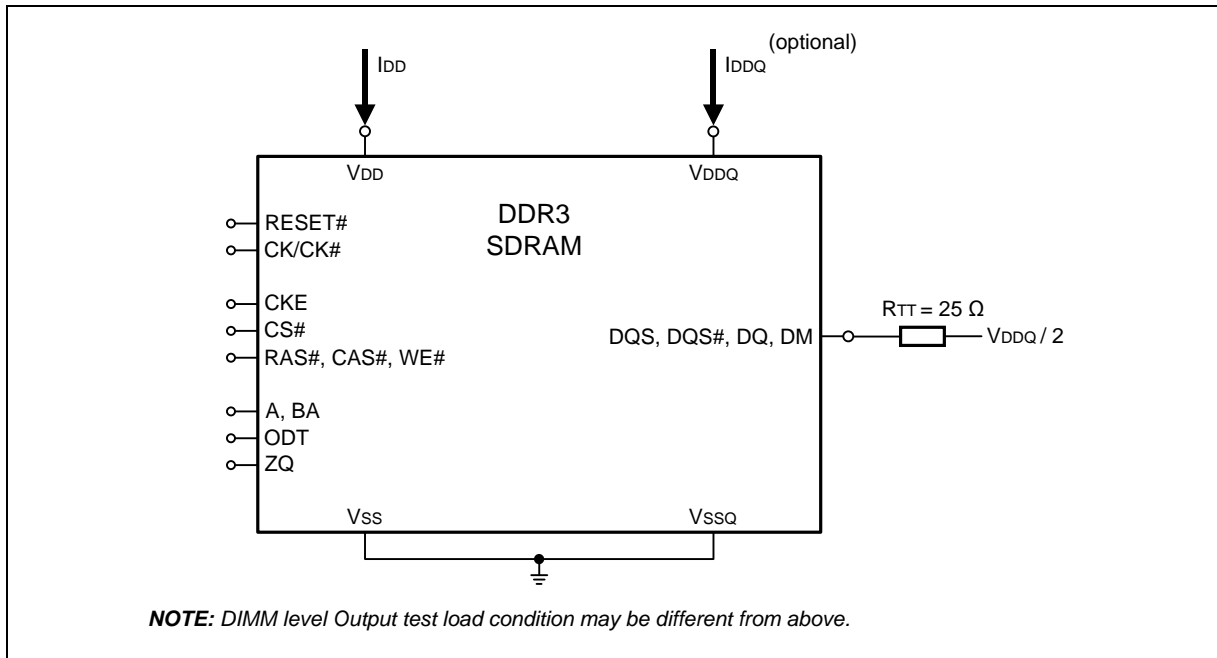 (optional)
IDD
IDDQ
VDD
VDDQ
DDR3
SDRAM
RESET#
CK/CK#
CKE
CS#
RAS#, CAS#, WE#
A, BA
ODT
ZQ
DQS, DQS#, DQ, DM
RTT = 25 Ω
VDDQ / 2
VSS
VSSQ
NOTE: DIMM level Output test load condition may be different from above.